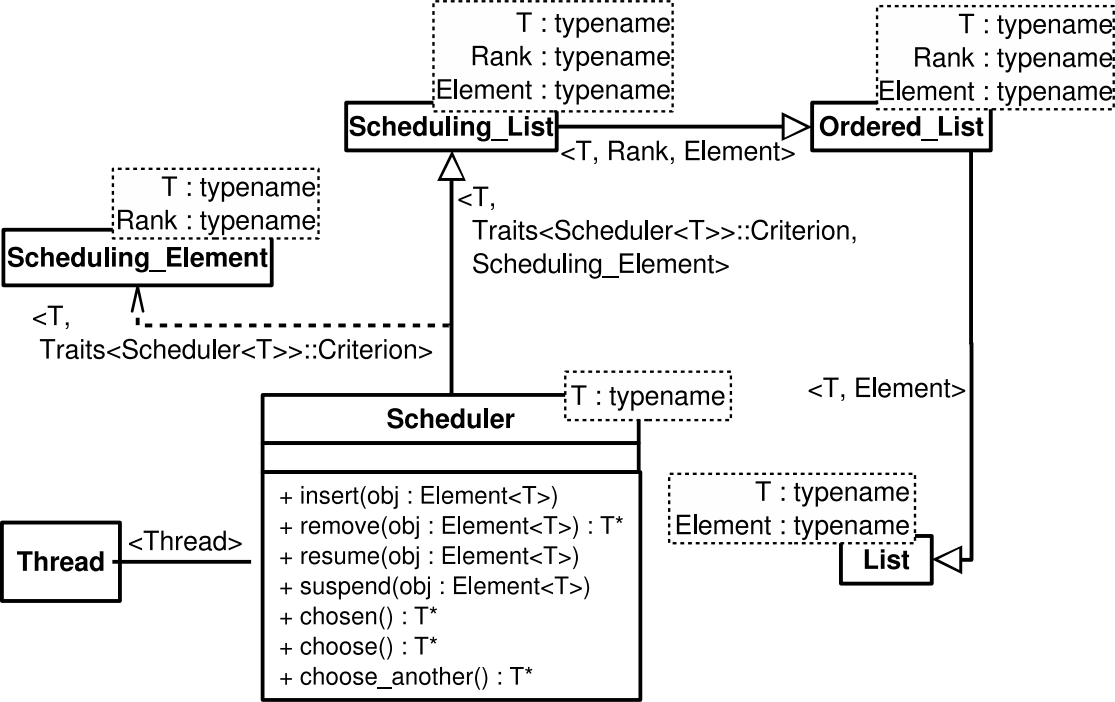 T : typename
Rank : typename
Element : typename
Scheduling_List
T : typename
Rank : typename
Element : typename
Ordered_List
<T, Rank, Element>
T : typename
Rank : typename
Scheduling_Element
<T,
Traits<Scheduler<T>>::Criterion,
Scheduling_Element>
<T,
Traits<Scheduler<T>>::Criterion>
T : typename
Scheduler
<T, Element>
+ insert(obj : Element<T>)
+ remove(obj : Element<T>) : T*
+ resume(obj : Element<T>)
+ suspend(obj : Element<T>)
+ chosen() : T*
+ choose() : T*
+ choose_another() : T*
<Thread>
Thread
T : typename
Element : typename
List